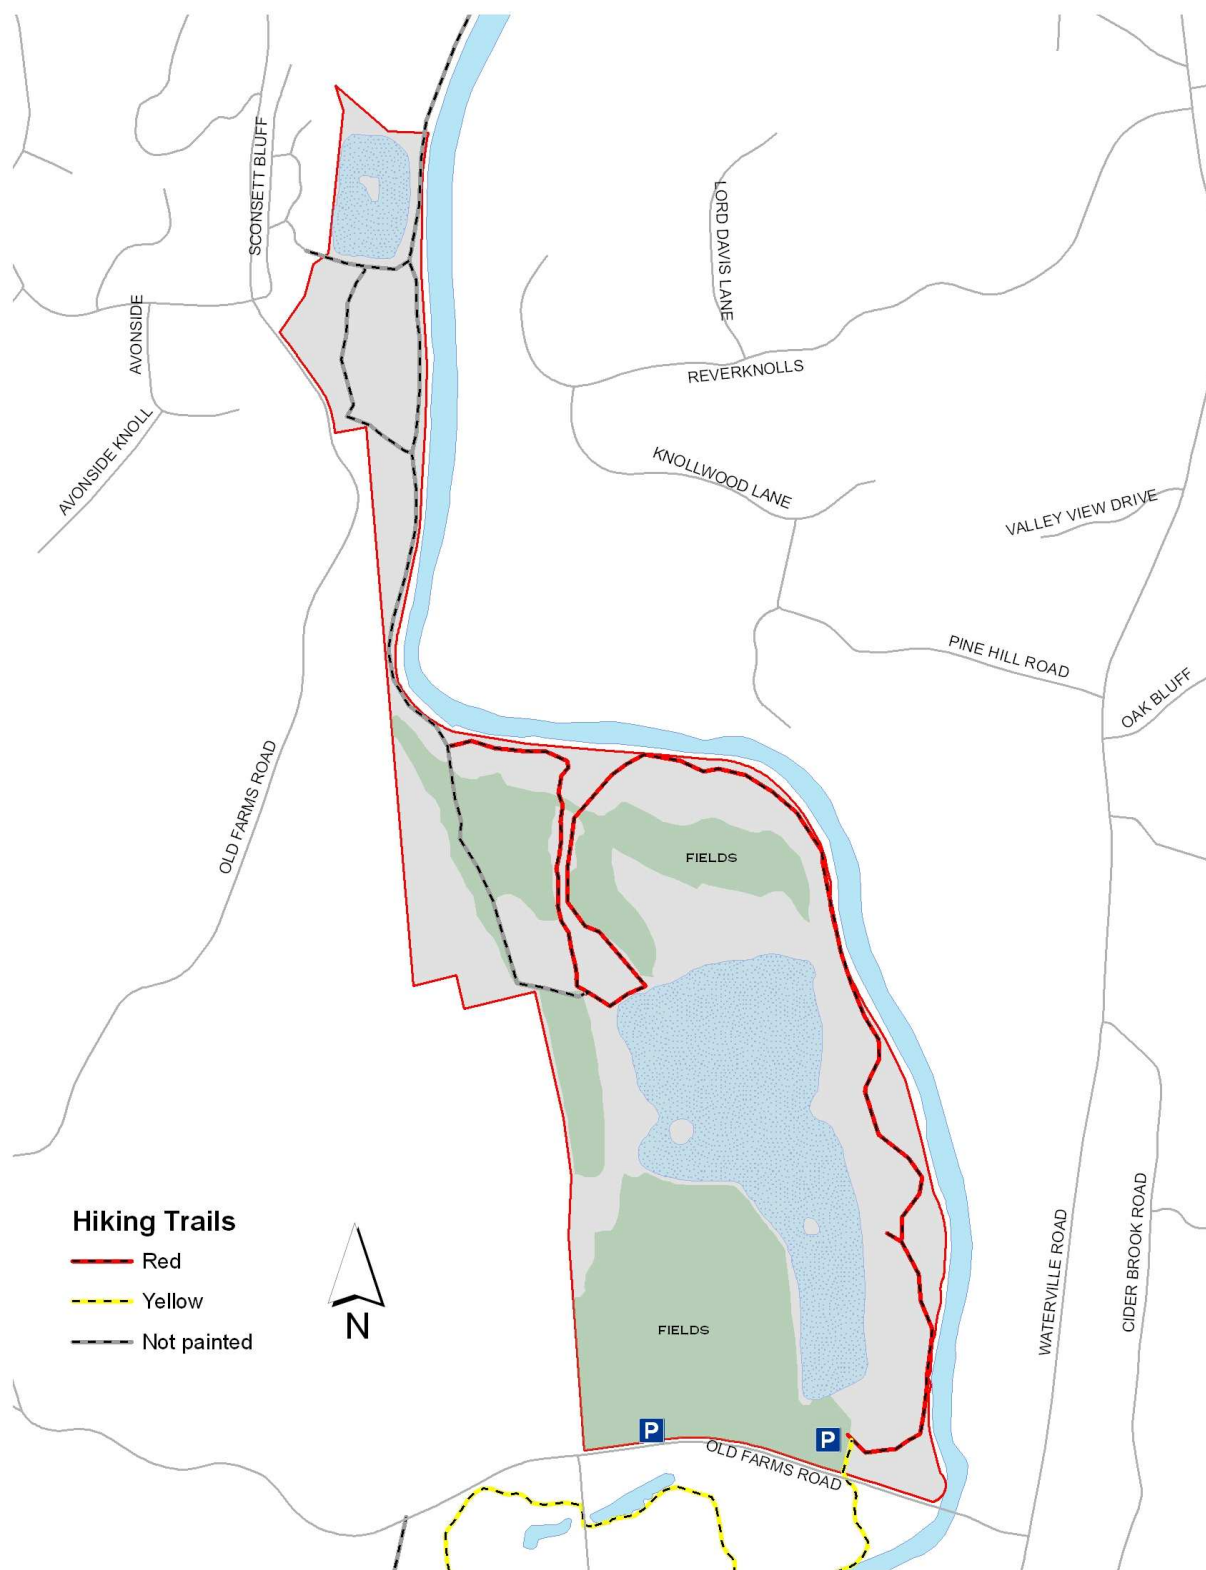 SCONSETT BLUFF
LORD DAVIS LANE
AVONSIDE
REVERKNOLLS
AVONSIDE KNOLL
KNOLLWOOD LANE
VALLEY VIEW DRIVE
PINE HILL ROAD
OAK BLUFF
OLD FARMS ROAD
FIELDS
Hiking Trails
Red
Yellow
Not painted
N
WATERVILLE ROAD
CIDER BROOK ROAD
FIELDS
P
P
OLD FARMS ROAD